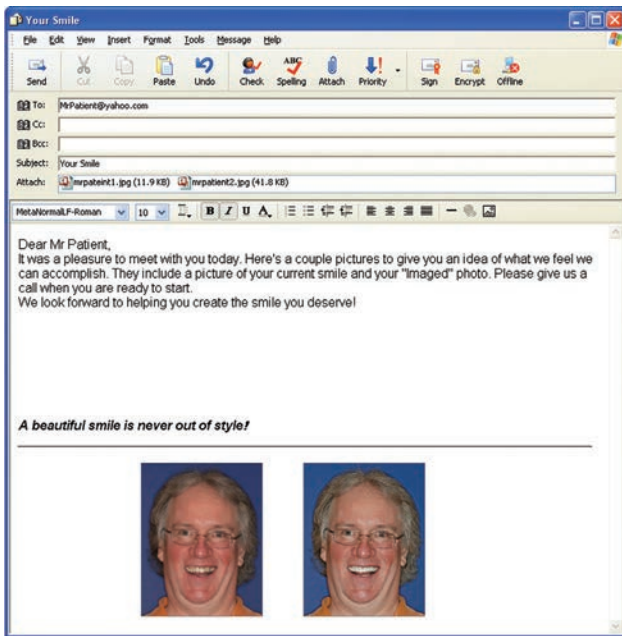 Your Smile
File Edit View Insert Format Tools Message Help
ABC
Send Cut Copy Paste Undo Check Spelling Attach Priority Sign Encrypt Offline
To: MrPatient@yahoo.com
Cc:
Bcc:
Subject: Your Smile
Attach: mrpateint1.jpg (11.9 KB) mrpatient2.jpg (41.8 KB)
MetaNormalLF-Roman 10 B I U A
Dear Mr Patient,
It was a pleasure to meet with you today. Here's a couple pictures to give you an idea of what we feel we
can accomplish. They include a picture of your current smile and your "Imaged" photo. Please give us a
call when you are ready to start.
We look forward to helping you create the smile you deserve!
A beautiful smile is never out of style!